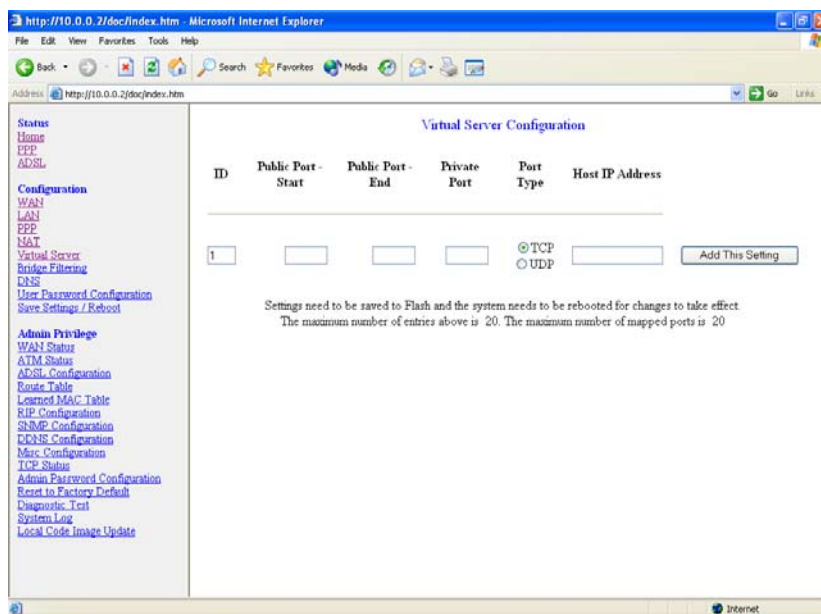 http://10.0.0.2/doc/index.htm - Microsoft Internet Explorer
File Edit View Favorites Tools Help
Back Search Favorites Media
Address http://10.0.0.2/doc/index.htm Go Links
Status
Home
PPP
ADSL
Configuration
WAN
LAN
PPP
NAT
Virtual Server
Bridge Filtering
DNS
User Password Configuration
Save Settings / Reboot
Admin Privilege
WAN Status
ATM Status
ADSL Configuration
Route Table
Learned MAC Table
RIP Configuration
SNMP Configuration
DDNS Configuration
Misc Configuration
TCP Status
Admin Password Configuration
Reset to Factory Default
Diagnostic Test
System Log
Local Code Image Update
Virtual Server Configuration
ID Public Port - Start Public Port - End Private Port Port Type Host IP Address
1 TCP UDP Add This Setting
Settings need to be saved to Flash and the system needs to be rebooted for changes to take effect.
The maximum number of entries above is 20. The maximum number of mapped ports is 20
Internet